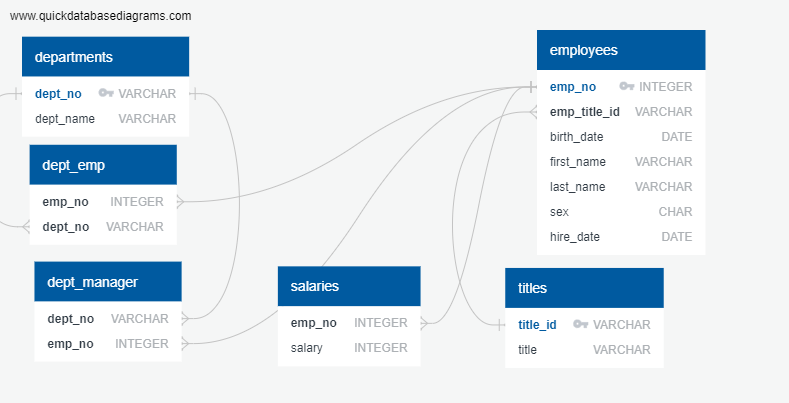 www.quickdatabasediagrams.com
departments
dept_no VARCHAR
dept_name VARCHAR
dept_emp
emp_no INTEGER
dept_no VARCHAR
dept_manager
dept_no VARCHAR
emp_no INTEGER
salaries
emp_no INTEGER
salary INTEGER
employees
emp_no INTEGER
emp_title_id VARCHAR
birth_date DATE
first_name VARCHAR
last_name VARCHAR
sex CHAR
hire_date DATE
titles
title_id VARCHAR
title VARCHAR